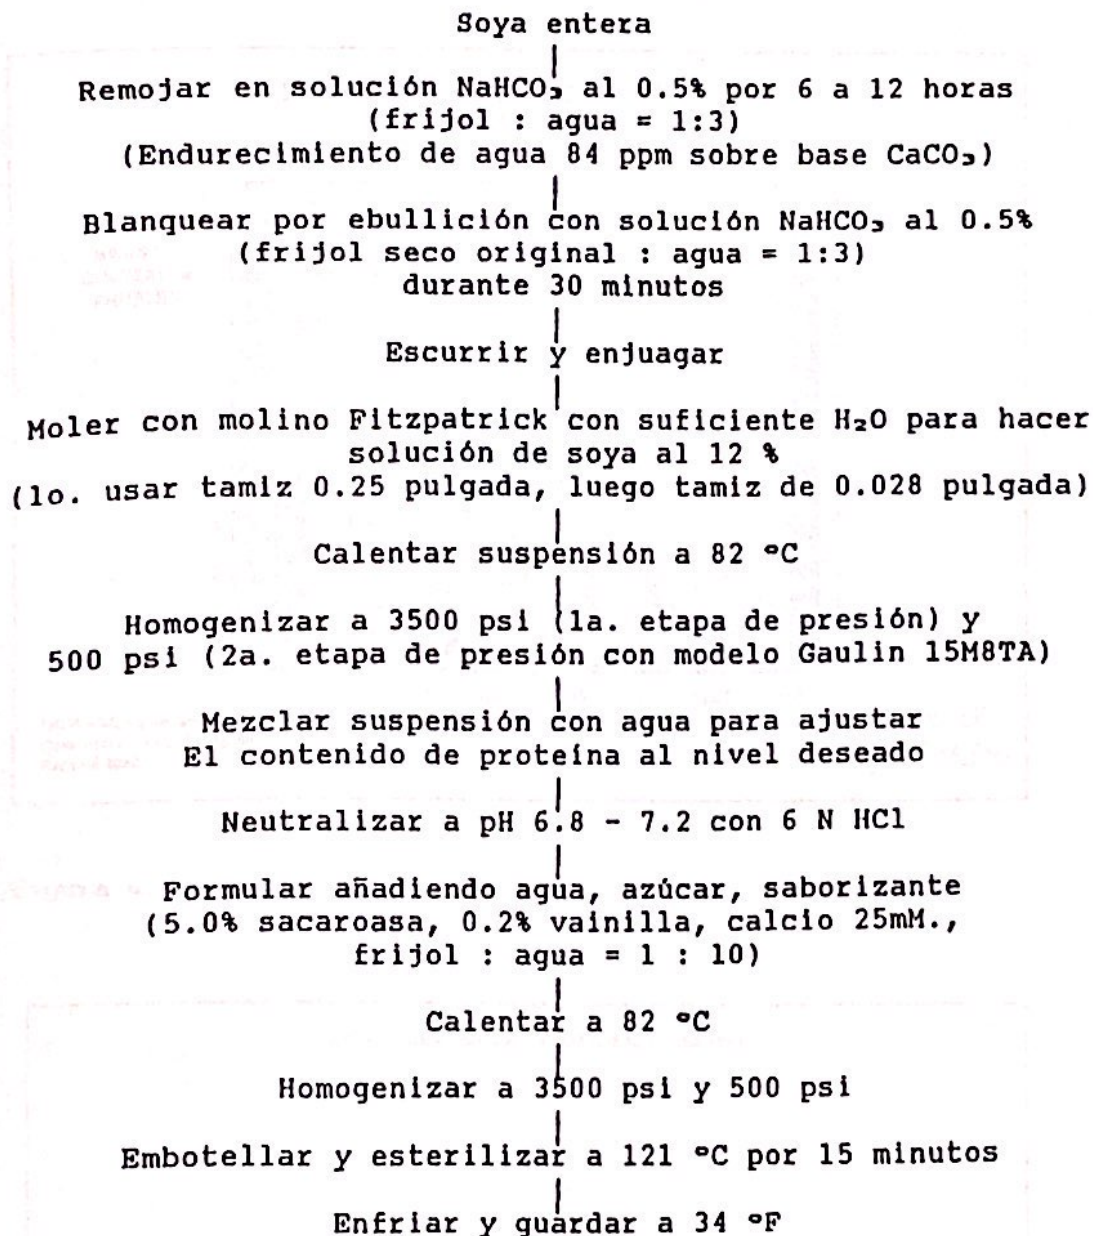 Soya entera
Remojar en solución NaHCO₃ al 0.5% por 6 a 12 horas
(frijol : agua = 1:3)
(Endurecimiento de agua 84 ppm sobre base CaCO₃)
Blanquear por ebullición con solución NaHCO₃ al 0.5%
(frijol seco original : agua = 1:3)
durante 30 minutos
Escurrir y enjuagar
Moler con molino Fitzpatrick con suficiente H₂O para hacer
solución de soya al 12 %
(1o. usar tamiz 0.25 pulgada, luego tamiz de 0.028 pulgada)
Calentar suspensión a 82 °C
Homogenizar a 3500 psi (1a. etapa de presión) y
500 psi (2a. etapa de presión con modelo Gaulin 15M8TA)
Mezclar suspensión con agua para ajustar
El contenido de proteína al nivel deseado
Neutralizar a pH 6.8 - 7.2 con 6 N HCl
Formular añadiendo agua, azúcar, saborizante
(5.0% sacaroasa, 0.2% vainilla, calcio 25mM.,
frijol : agua = 1 : 10)
Calentar a 82 °C
Homogenizar a 3500 psi y 500 psi
Embotellar y esterilizar a 121 °C por 15 minutos
Enfriar y guardar a 34 °F